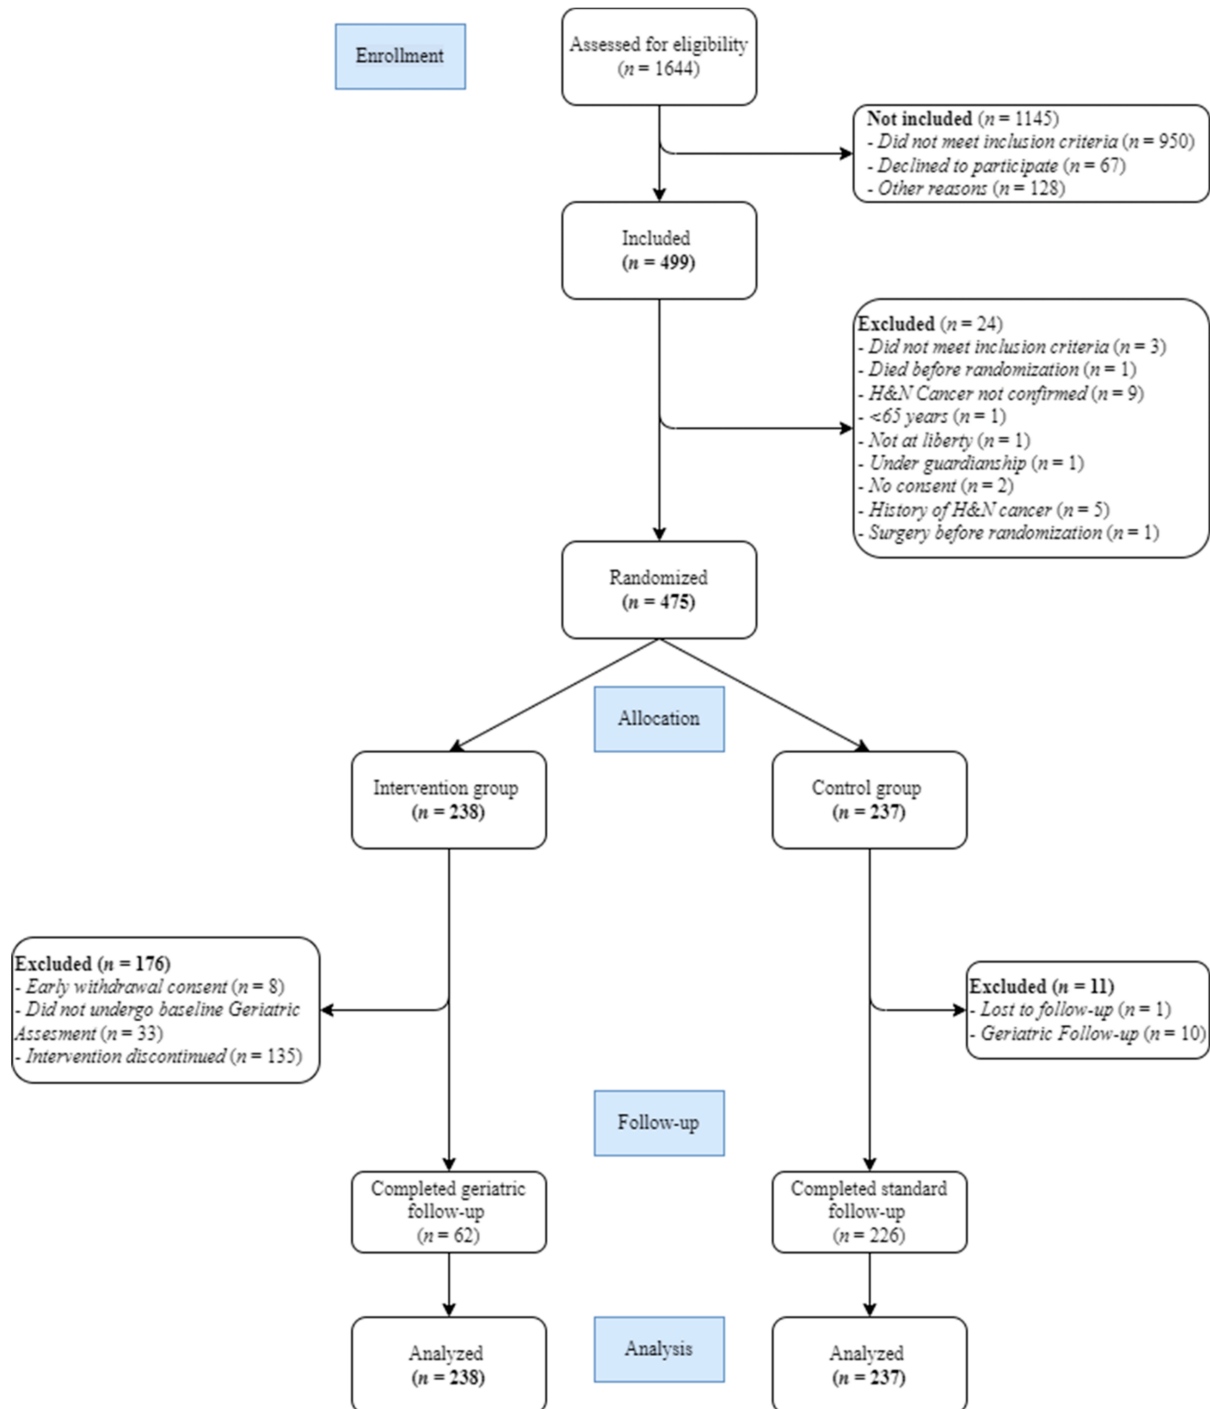 Enrollment
Assessed for eligibility
(n = 1644)
Not included (n = 1145)
- Did not meet inclusion criteria (n = 950)
- Declined to participate (n = 67)
- Other reasons (n = 128)
Included
(n = 499)
Excluded (n = 24)
- Did not meet inclusion criteria (n = 3)
- Died before randomization (n = 1)
- H&N Cancer not confirmed (n = 9)
- <65 years (n = 1)
- Not at liberty (n = 1)
- Under guardianship (n = 1)
- No consent (n = 2)
- History of H&N cancer (n = 5)
- Surgery before randomization (n = 1)
Randomized
(n = 475)
Allocation
Intervention group
(n = 238)
Control group
(n = 237)
Excluded (n = 176)
- Early withdrawal consent (n = 8)
- Did not undergo baseline Geriatric
Assesment (n = 33)
- Intervention discontinued (n = 135)
Excluded (n = 11)
- Lost to follow-up (n = 1)
- Geriatric Follow-up (n = 10)
Follow-up
Completed geriatric
follow-up
(n = 62)
Completed standard
follow-up
(n = 226)
Analysis
Analyzed
(n = 238)
Analyzed
(n = 237)